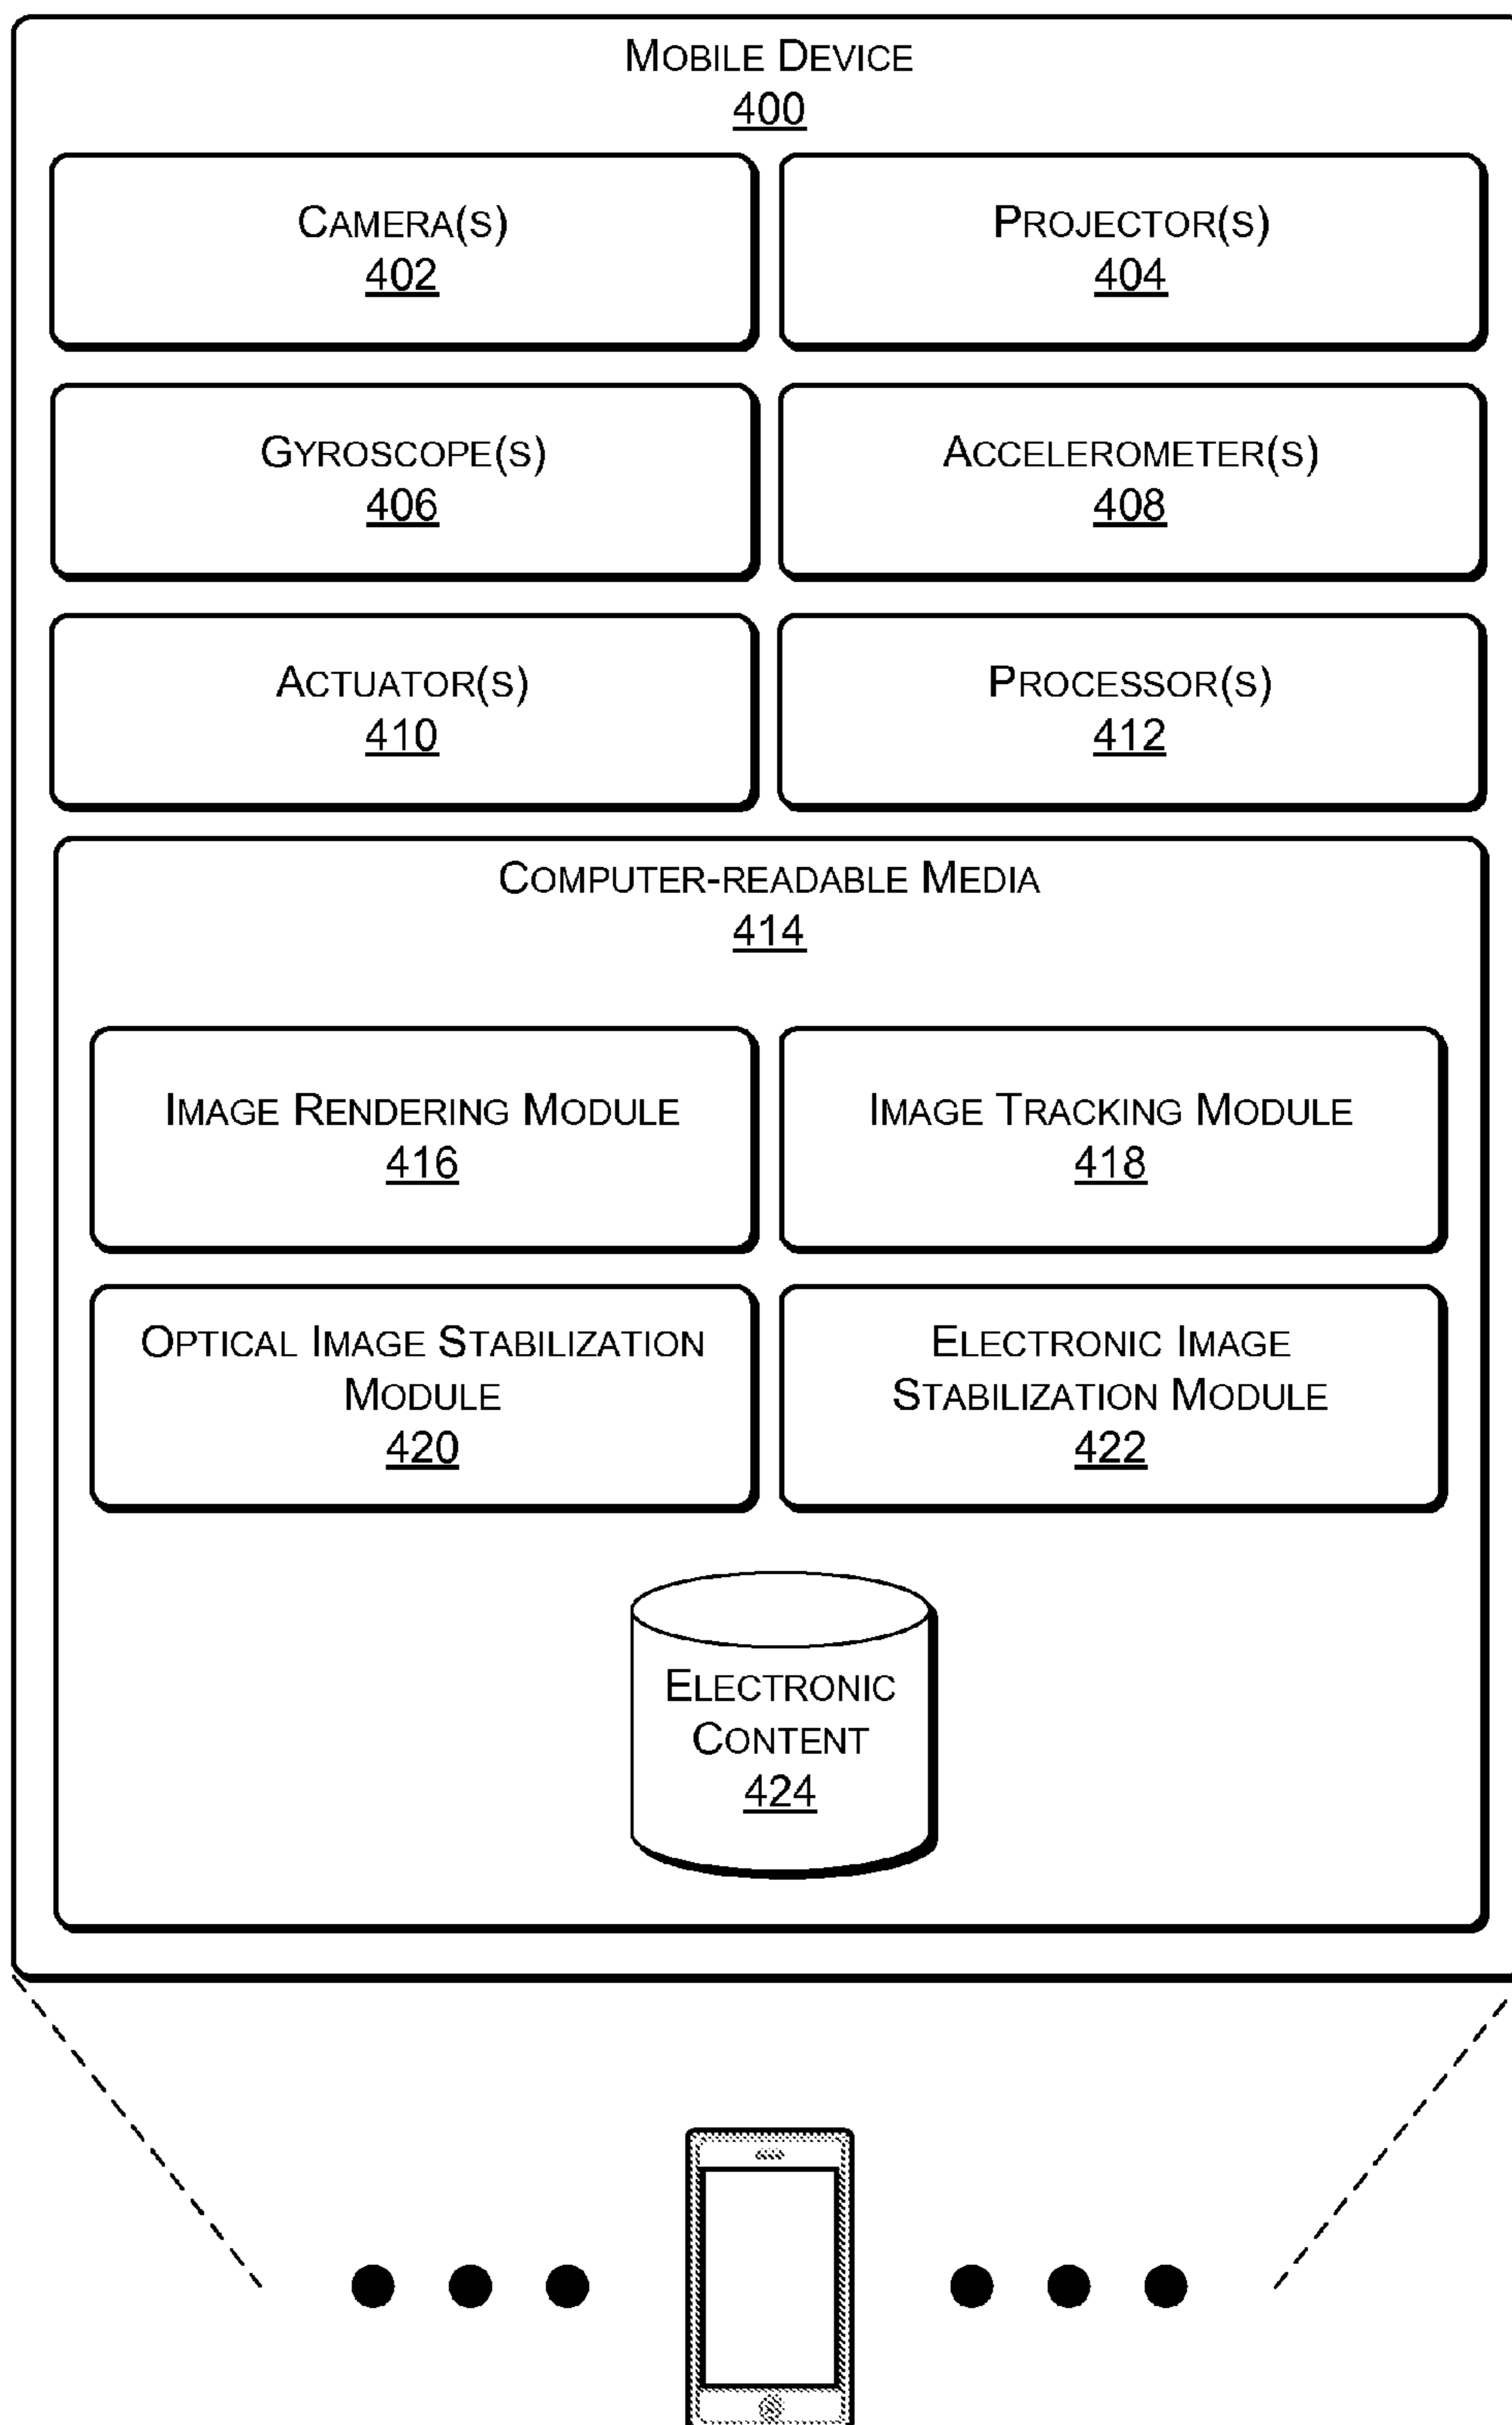 Mobile Device
400
Camera(s)
402
Projector(s)
404
Gyroscope(s)
406
Accelerometer(s)
408
Actuator(s)
410
Processor(s)
412
Computer-readable Media
414
Image Rendering Module
416
Image Tracking Module
418
Optical Image Stabilization
Module
420
Electronic Image
Stabilization Module
422
Electronic
Content
424